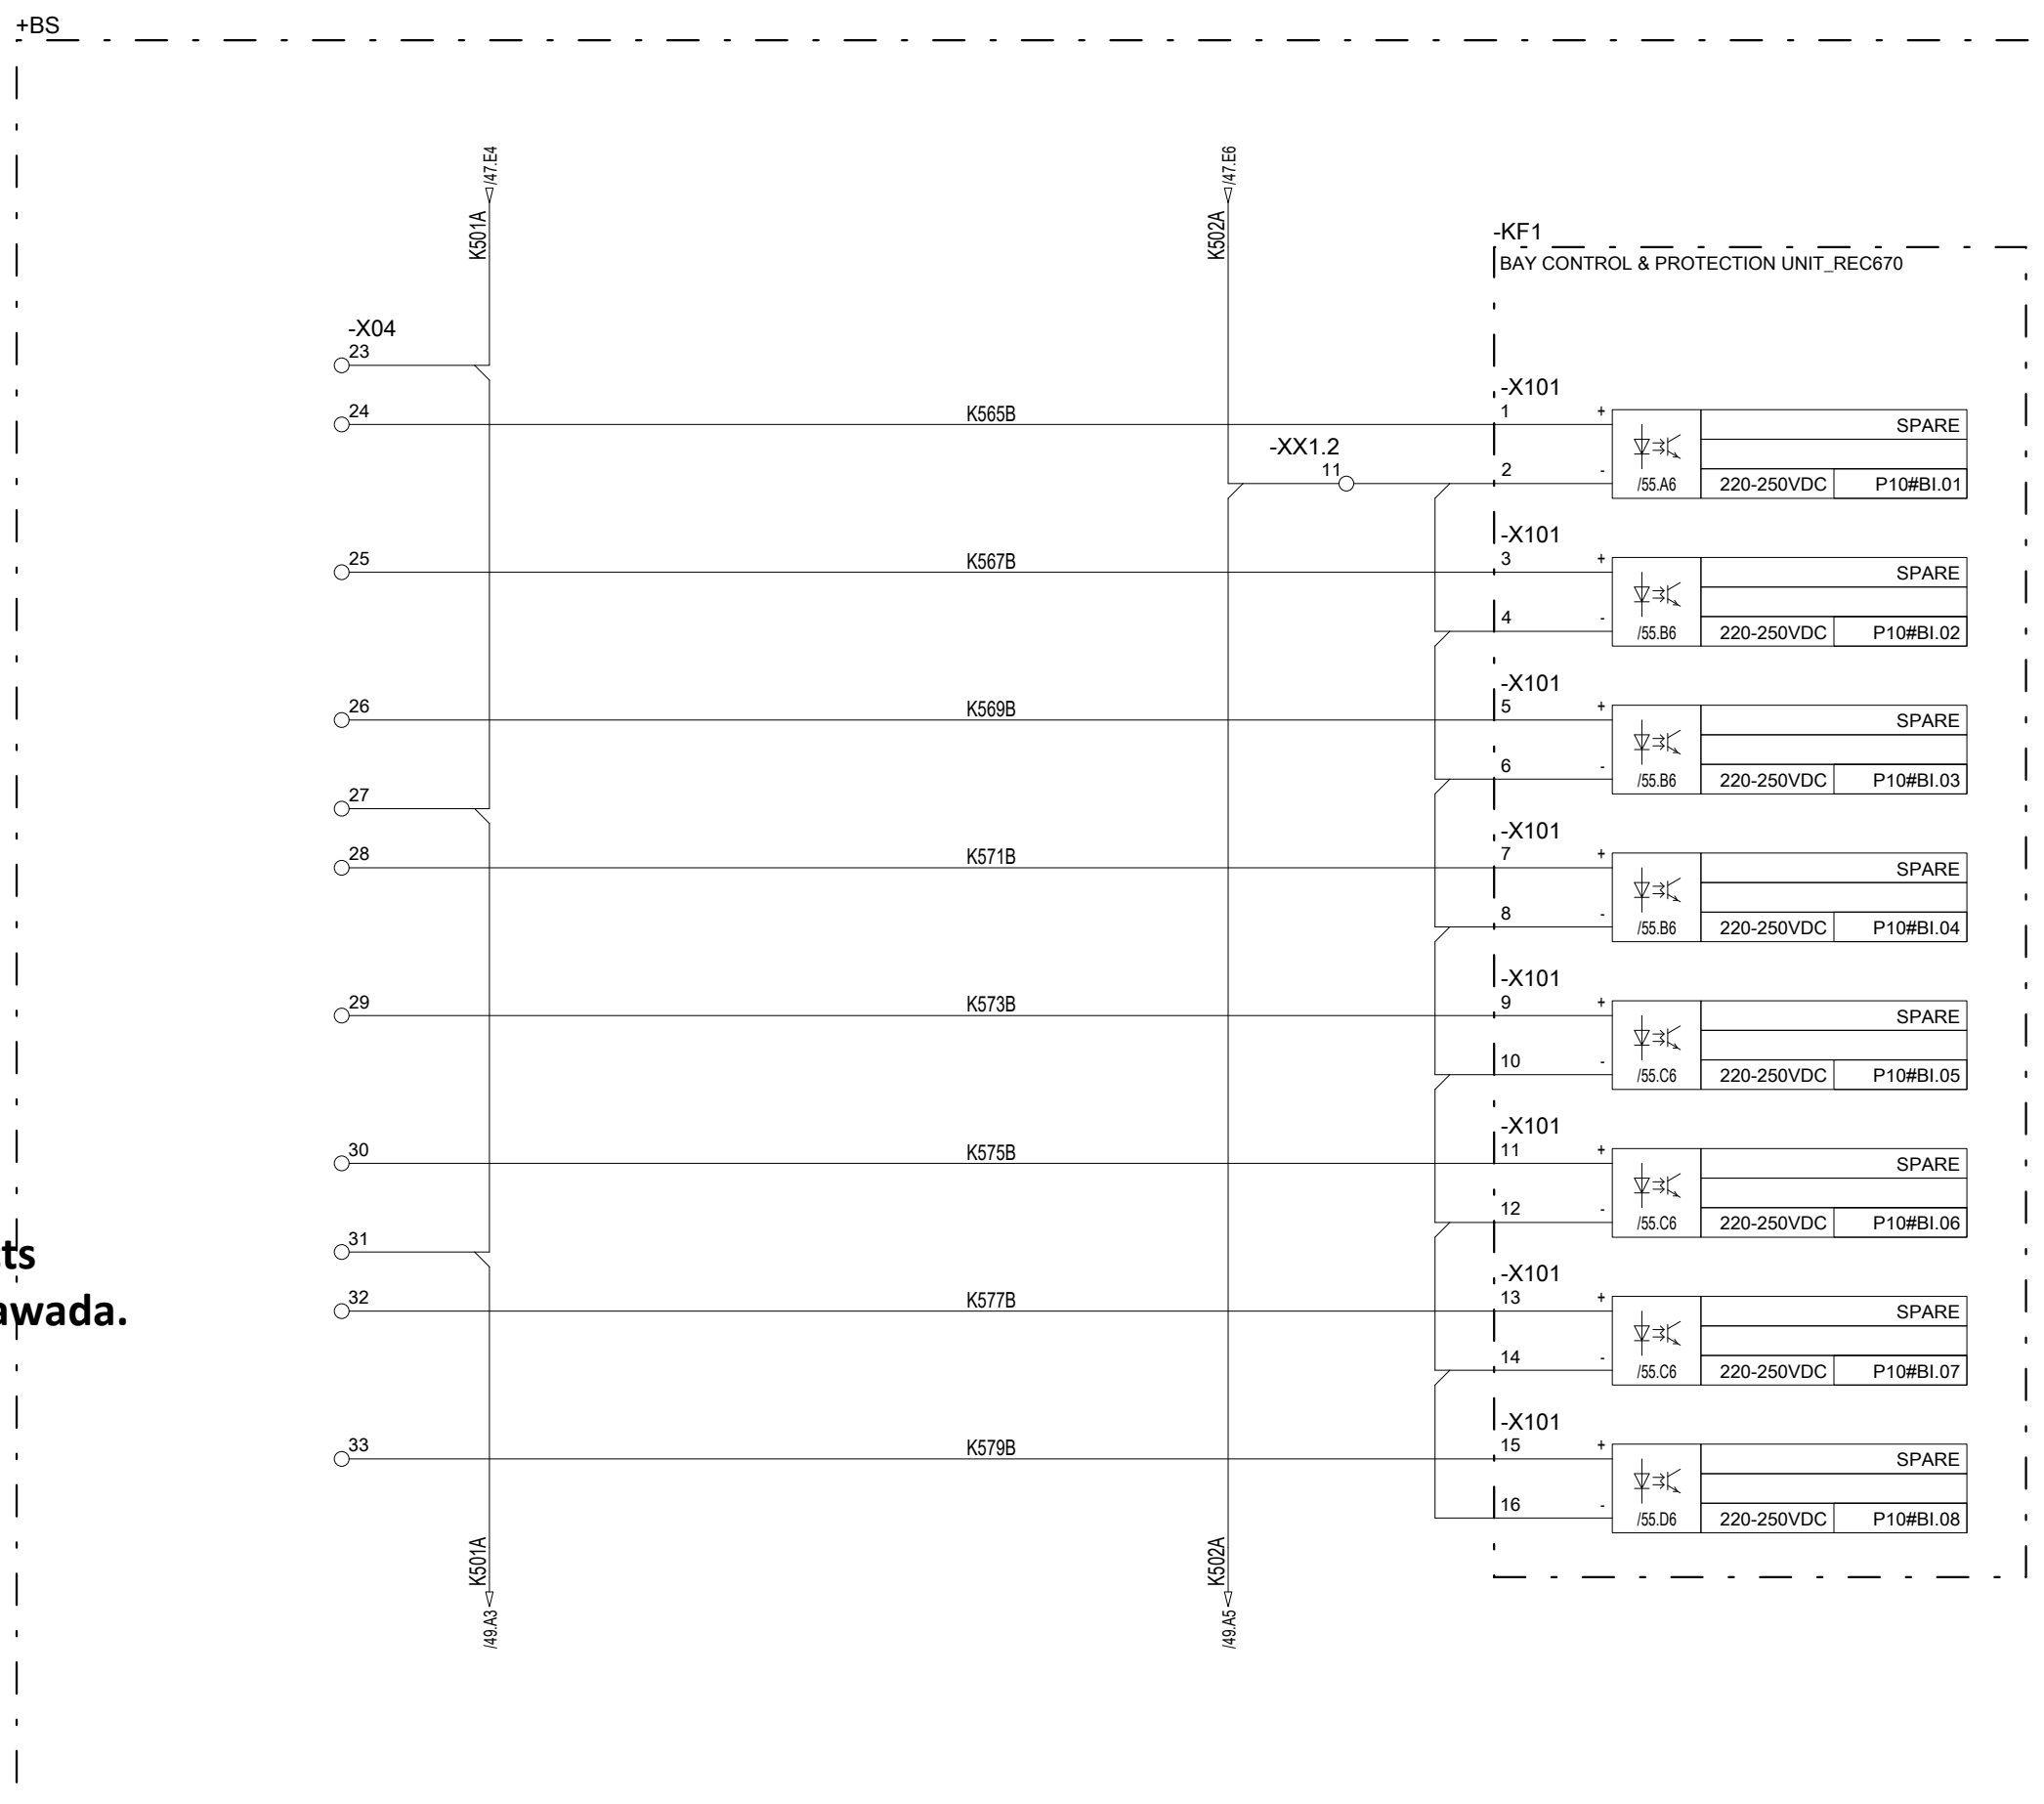 +BS
/47.E4
/47.E6
K501A
K502A
-KF1
BAY CONTROL & PROTECTION UNIT_REC670
-X04
23
-X101
24
K565B
1 +
SPARE
-XX1.2
11
2 -
/55.A6 220-250VDC P10#BI.01
-X101
25
K567B
3 +
SPARE
4 -
/55.B6 220-250VDC P10#BI.02
-X101
26
K569B
5 +
SPARE
6 -
/55.B6 220-250VDC P10#BI.03
27
-X101
28
K571B
7 +
SPARE
8 -
/55.B6 220-250VDC P10#BI.04
-X101
29
K573B
9 +
SPARE
10 -
/55.C6 220-250VDC P10#BI.05
-X101
30
K575B
11 +
SPARE
12 -
/55.C6 220-250VDC P10#BI.06
31
-X101
32
K577B
13 +
SPARE
14 -
/55.C6 220-250VDC P10#BI.07
awada.
-X101
33
K579B
15 +
SPARE
16 -
/55.D6 220-250VDC P10#BI.08
K501A
K502A
/49.A3
/49.A5